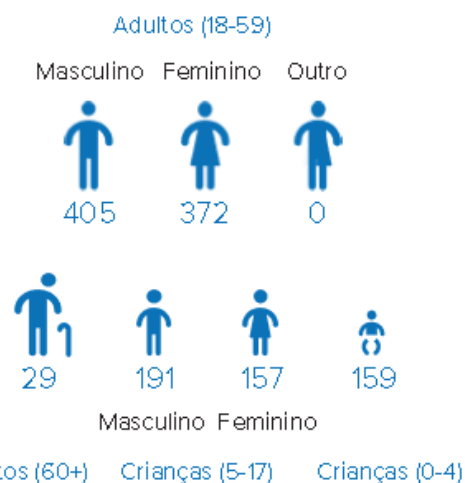 Adultos (18-59)
Masculino Feminino Outro
405 372 0
29 191 157 159
Masculino Feminino
tos (60+) Crianças (5-17) Crianças (0-4)